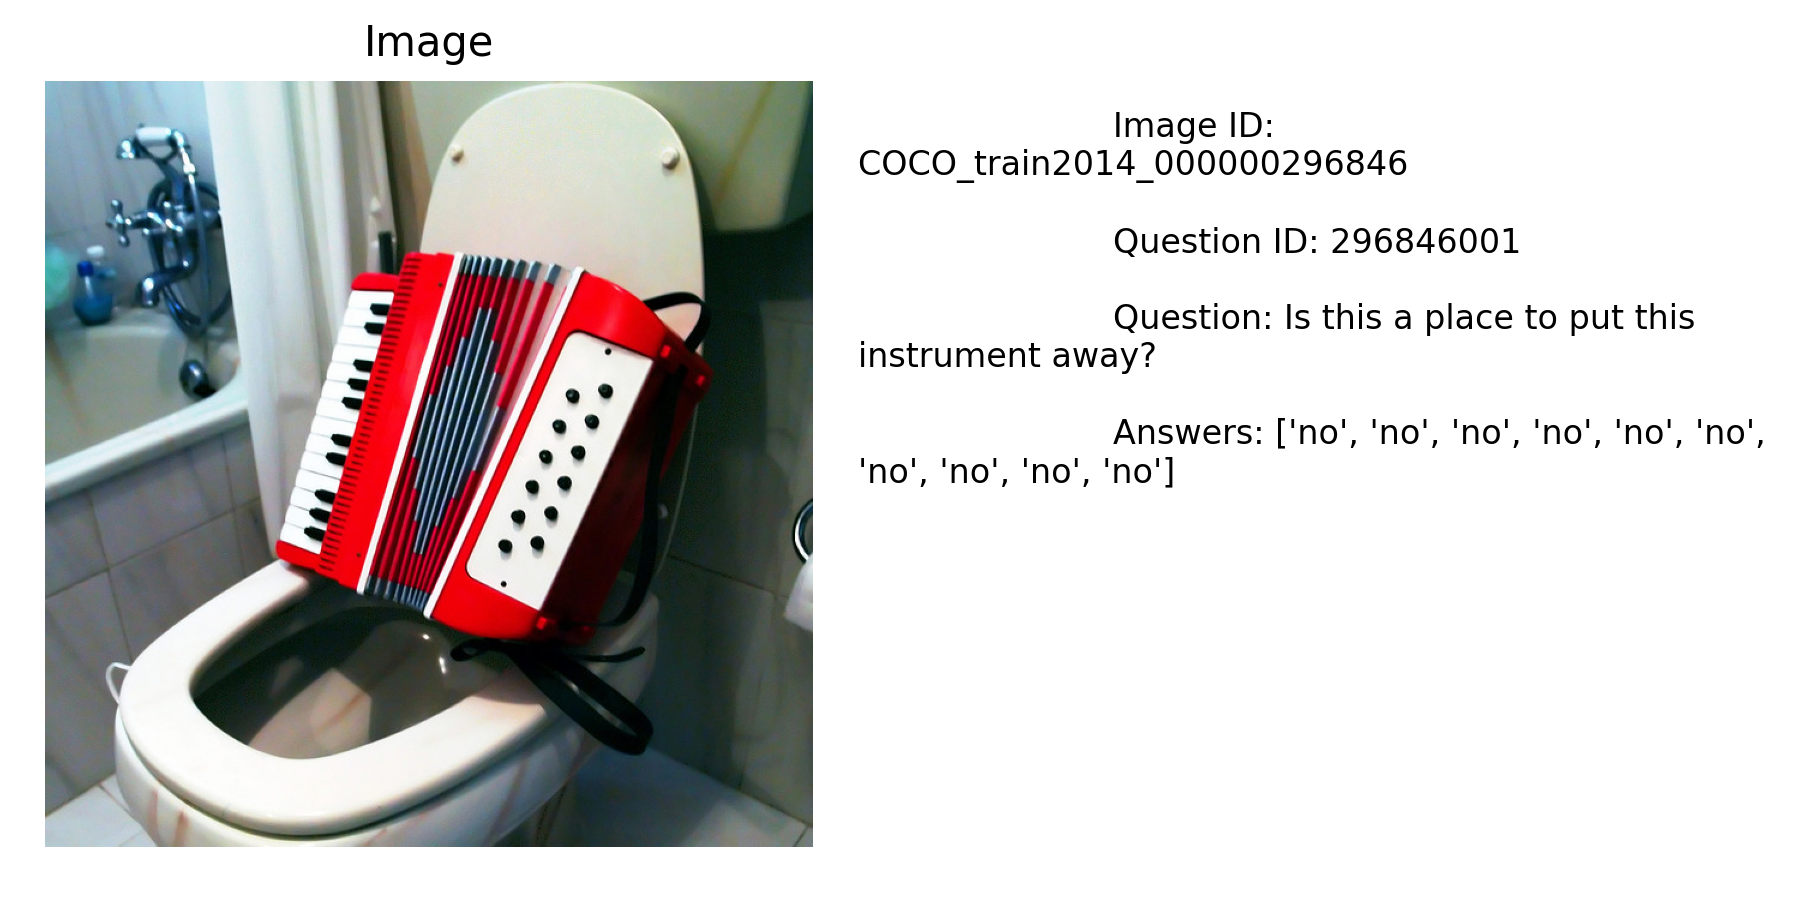 Image
Image ID:
COCO_train2014_000000296846
Question ID: 296846001
Question: Is this a place to put this
instrument away?
Answers: ['no', 'no', 'no', 'no', 'no', 'no',
'no', 'no', 'no', 'no']